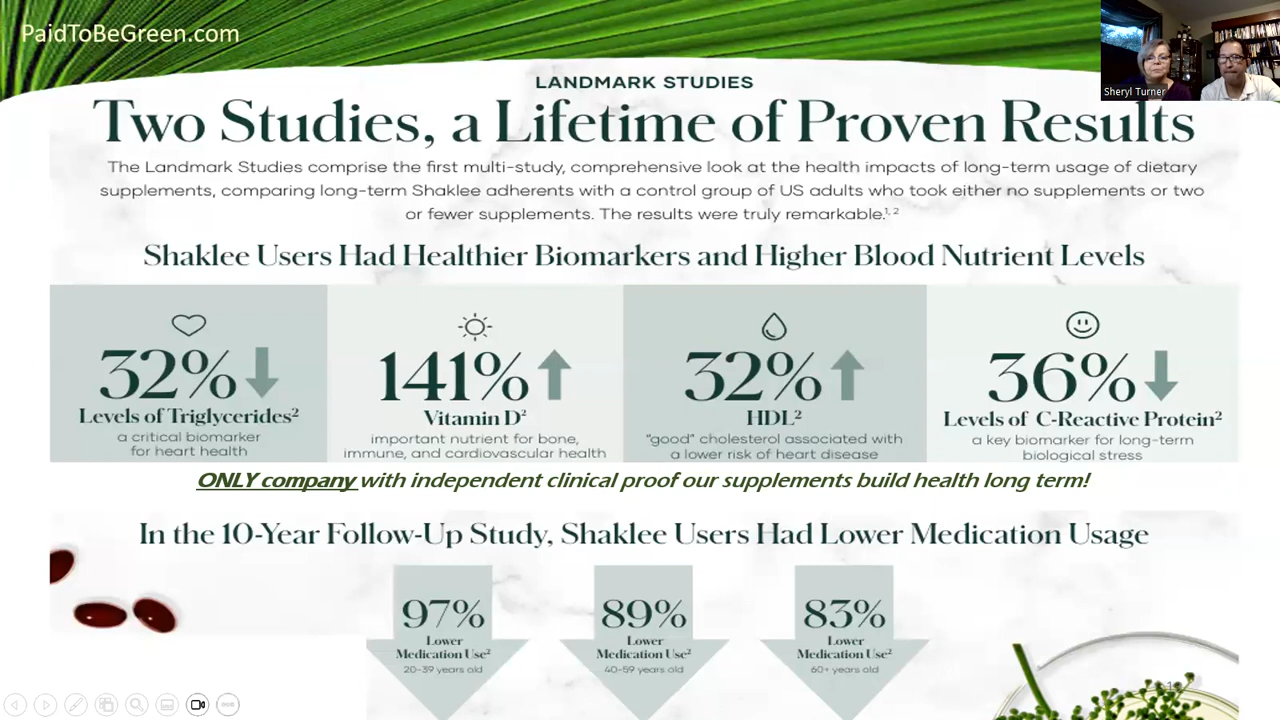 PaidToBeGreen.com
Sheryl Turner
LANDMARK STUDIES
Two Studies, a Lifetime of Proven Results
The Landmark Studies comprise the first multi-study, comprehensive look at the health impacts of long-term usage of dietary
supplements, comparing long-term Shaklee adherents with a control group of US adults who took either no supplements or two
or fewer supplements. The results were truly remarkable.1, 2
Shaklee Users Had Healthier Biomarkers and Higher Blood Nutrient Levels
32%
Levels of Triglycerides2
a critical biomarker
for heart health
141%
Vitamin D2
important nutrient for bone,
immune, and cardiovascular health
32%
HDL2
"good" cholesterol associated with
a lower risk of heart disease
36%
Levels of C-Reactive Protein2
a key biomarker for long-term
biological stress
ONLY company with independent clinical proof our supplements build health long term!
In the 10-Year Follow-Up Study, Shaklee Users Had Lower Medication Usage
97%
Lower
Medication Use2
20-39 years old
89%
Lower
Medication Use2
40-59 years old
83%
Lower
Medication Use2
60+ years old